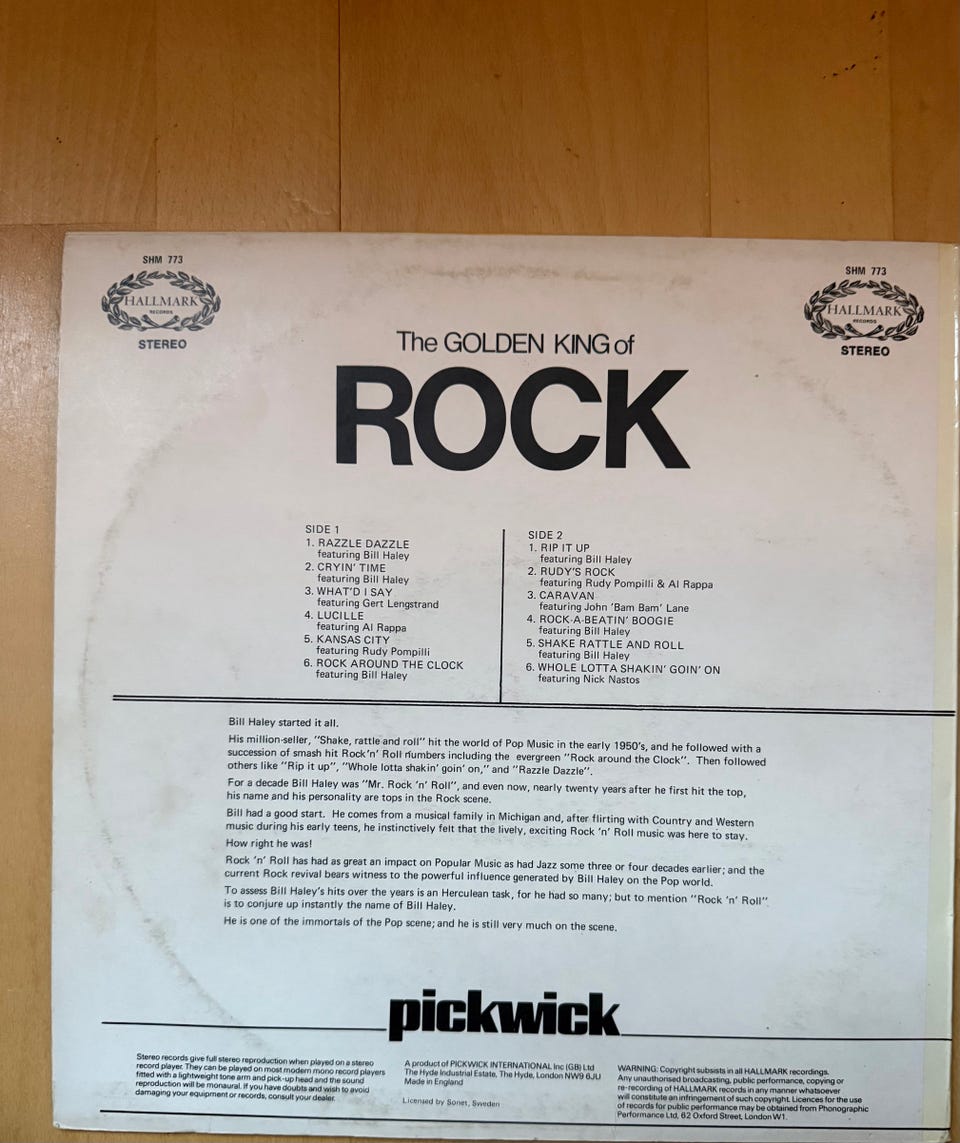 SHM 773
HALLMARK
RECORDS
STEREO
SHM 773
HALLMARK
RECORDS
STEREO
The GOLDEN KING of
ROCK
SIDE 1
1. RAZZLE DAZZLE
featuring Bill Haley
2. CRYIN' TIME
featuring Bill Haley
3. WHAT'D I SAY
featuring Gert Lengstrand
4. LUCILLE
featuring Al Rappa
5. KANSAS CITY
featuring Rudy Pompilli
6. ROCK AROUND THE CLOCK
featuring Bill Haley
SIDE 2
1. RIP IT UP
featuring Bill Haley
2. RUDY'S ROCK
featuring Rudy Pompilli & Al Rappa
3. CARAVAN
featuring John 'Bam Bam' Lane
4. ROCK-A-BEATIN' BOOGIE
featuring Bill Haley
5. SHAKE RATTLE AND ROLL
featuring Bill Haley
6. WHOLE LOTTA SHAKIN' GOIN' ON
featuring Nick Nastos
Bill Haley started it all.
His million-seller, "Shake, rattle and roll" hit the world of Pop Music in the early 1950's, and he followed with a
succession of smash hit Rock'n' Roll numbers including the evergreen "Rock around the Clock". Then followed
others like "Rip it up", "Whole lotta shakin' goin' on," and "Razzle Dazzle".
For a decade Bill Haley was "Mr. Rock 'n' Roll", and even now, nearly twenty years after he first hit the top,
his name and his personality are tops in the Rock scene.
Bill had a good start. He comes from a musical family in Michigan and, after flirting with Country and Western
music during his early teens, he instinctively felt that the lively, exciting Rock 'n' Roll music was here to stay.
How right he was!
Rock 'n' Roll has had as great an impact on Popular Music as had Jazz some three or four decades earlier; and the
current Rock revival bears witness to the powerful influence generated by Bill Haley on the Pop world.
To assess Bill Haley's hits over the years is an Herculean task, for he had so many; but to mention "Rock 'n' Roll"
is to conjure up instantly the name of Bill Haley.
He is one of the immortals of the Pop scene; and he is still very much on the scene.
pickwick
Stereo records give full stereo reproduction when played on a stereo
record player. They can be played on most modern mono record players
fitted with a lightweight tone arm and pick-up head and the sound
reproduction will be monaural. If you have doubts and wish to avoid
damaging your equipment or records, consult your dealer.
A product of PICKWICK INTERNATIONAL Inc (GB) Ltd
The Hyde Industrial Estate, The Hyde, London NW9 6JU
Made in England
Licensed by Sonet, Sweden
WARNING: Copyright subsists in all HALLMARK recordings.
Any unauthorised broadcasting, public performance, copying or
re-recording of HALLMARK records in any manner whatsoever
will constitute an infringement of such copyright. Licences for the use
of records for public performance may be obtained from Phonographic
Performance Ltd, 62 Oxford Street, London W1.